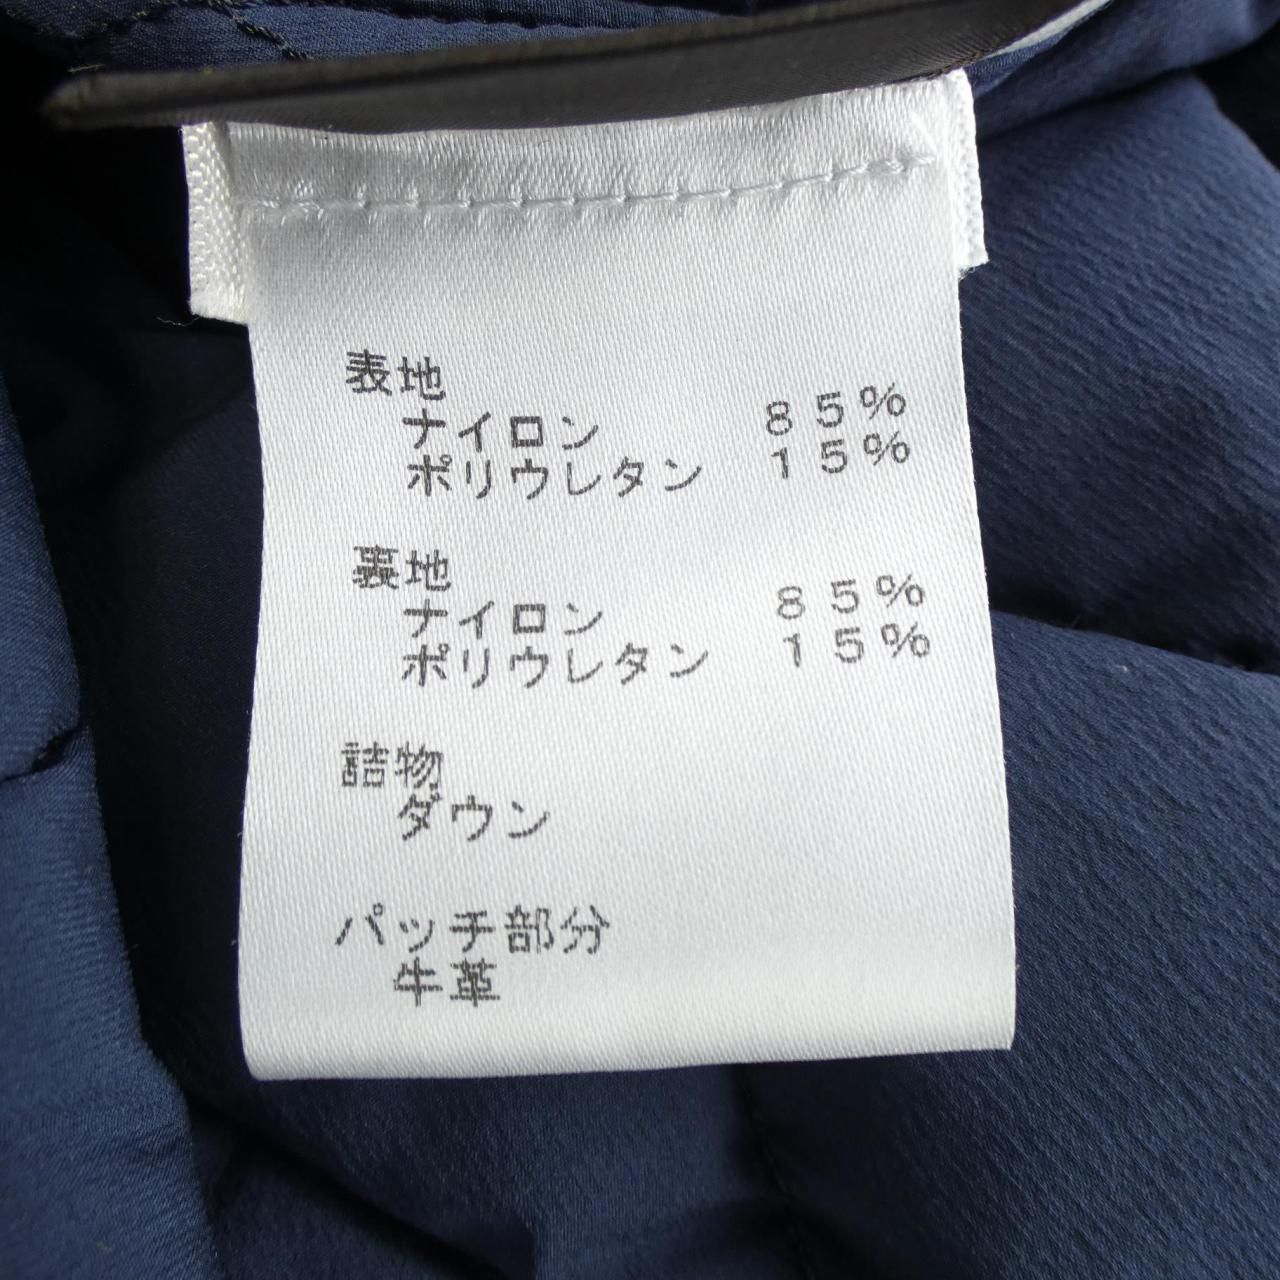 表地
ナイロン 85%
ポリウレタン 15%
裏地
ナイロン 85%
ポリウレタン 15%
詰物
ダウン
パッチ部分
牛革